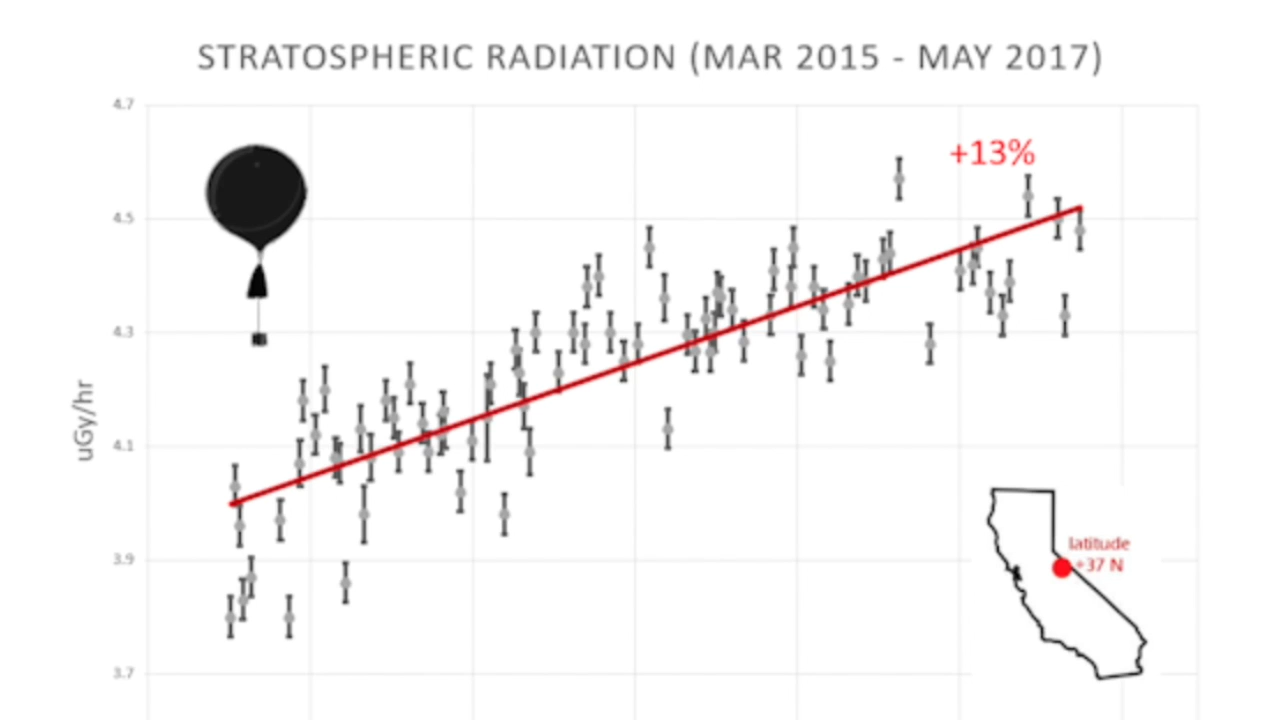 STRATOSPHERIC RADIATION (MAR 2015 - MAY 2017)
4.7
+13%
4.5
4.3
uGy/hr
4.1
latitude
3.9
+37 N
3.7